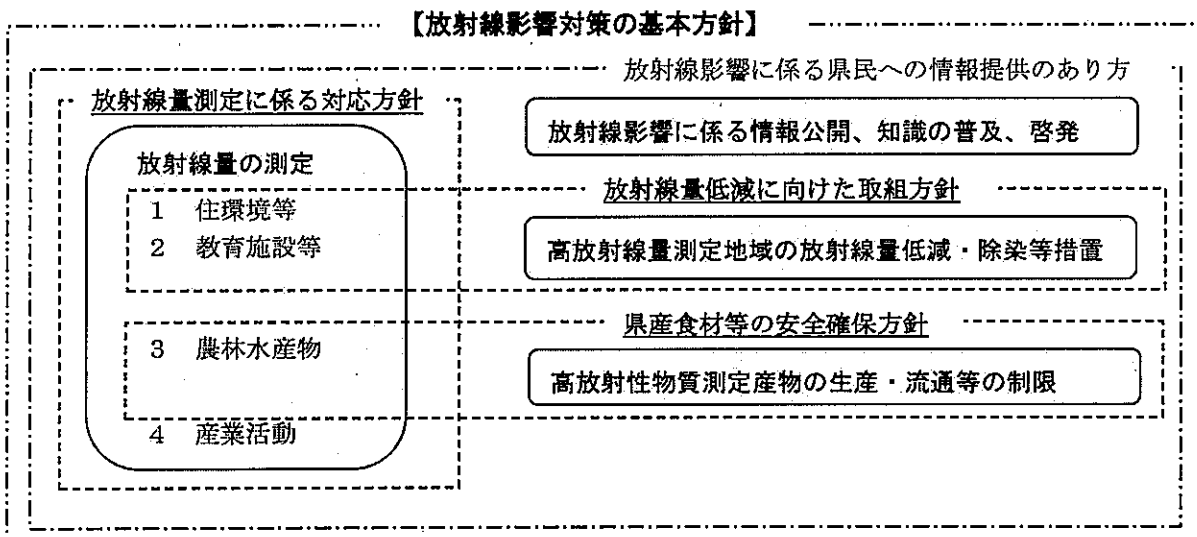 【放射線影響対策の基本方針】
放射線影響に係る県民への情報提供のあり方
放射線量測定に係る対応方針
放射線影響に係る情報公開、知識の普及、啓発
放射線量の測定
放射線量低減に向けた取組方針
1 住環境等
2 教育施設等
高放射線量測定地域の放射線量低減・除染等措置
県産食材等の安全確保方針
3 農林水産物
高放射性物質測定産物の生産・流通等の制限
4 産業活動